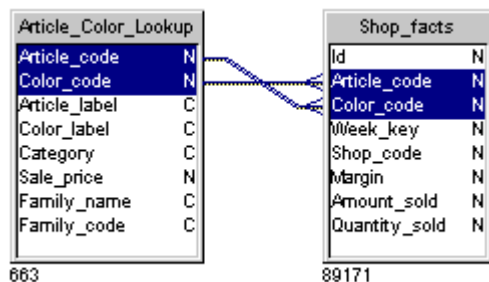 Article_Color_Lookup
Article_code N
Color_code N
Article_label C
Color_label C
Category C
Sale_price N
Family_name C
Family_code C
663
Shop_facts
Id N
Article_code N
Color_code N
Week_key N
Shop_code N
Margin N
Amount_sold N
Quantity_sold N
89171